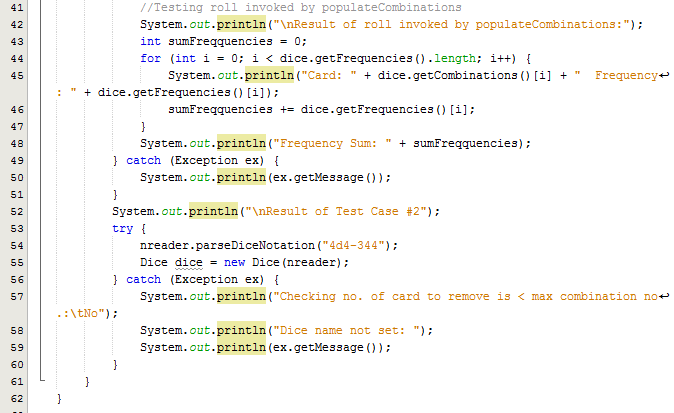 41 //Testing roll invoked by populateCombinations
42 System.out.println("\nResult of roll invoked by populateCombinations:");
43 int sumFreqquencies = 0;
44 for (int i = 0; i < dice.getFrequencies().length; i++) {
45 System.out.println("Card: " + dice.getCombinations()[i] + "  Frequency↩
: " + dice.getFrequencies()[i]);
46 sumFreqquencies += dice.getFrequencies()[i];
47 }
48 System.out.println("Frequency Sum: " + sumFreqquencies);
49 } catch (Exception ex) {
50 System.out.println(ex.getMessage());
51 }
52 System.out.println("\nResult of Test Case #2");
53 try {
54 nreader.parseDiceNotation("4d4-344");
55 Dice dice = new Dice(nreader);
56 } catch (Exception ex) {
57 System.out.println("Checking no. of card to remove is < max combination no↩
.:\tNo");
58 System.out.println("Dice name not set: ");
59 System.out.println(ex.getMessage());
60 }
61 }
62 }